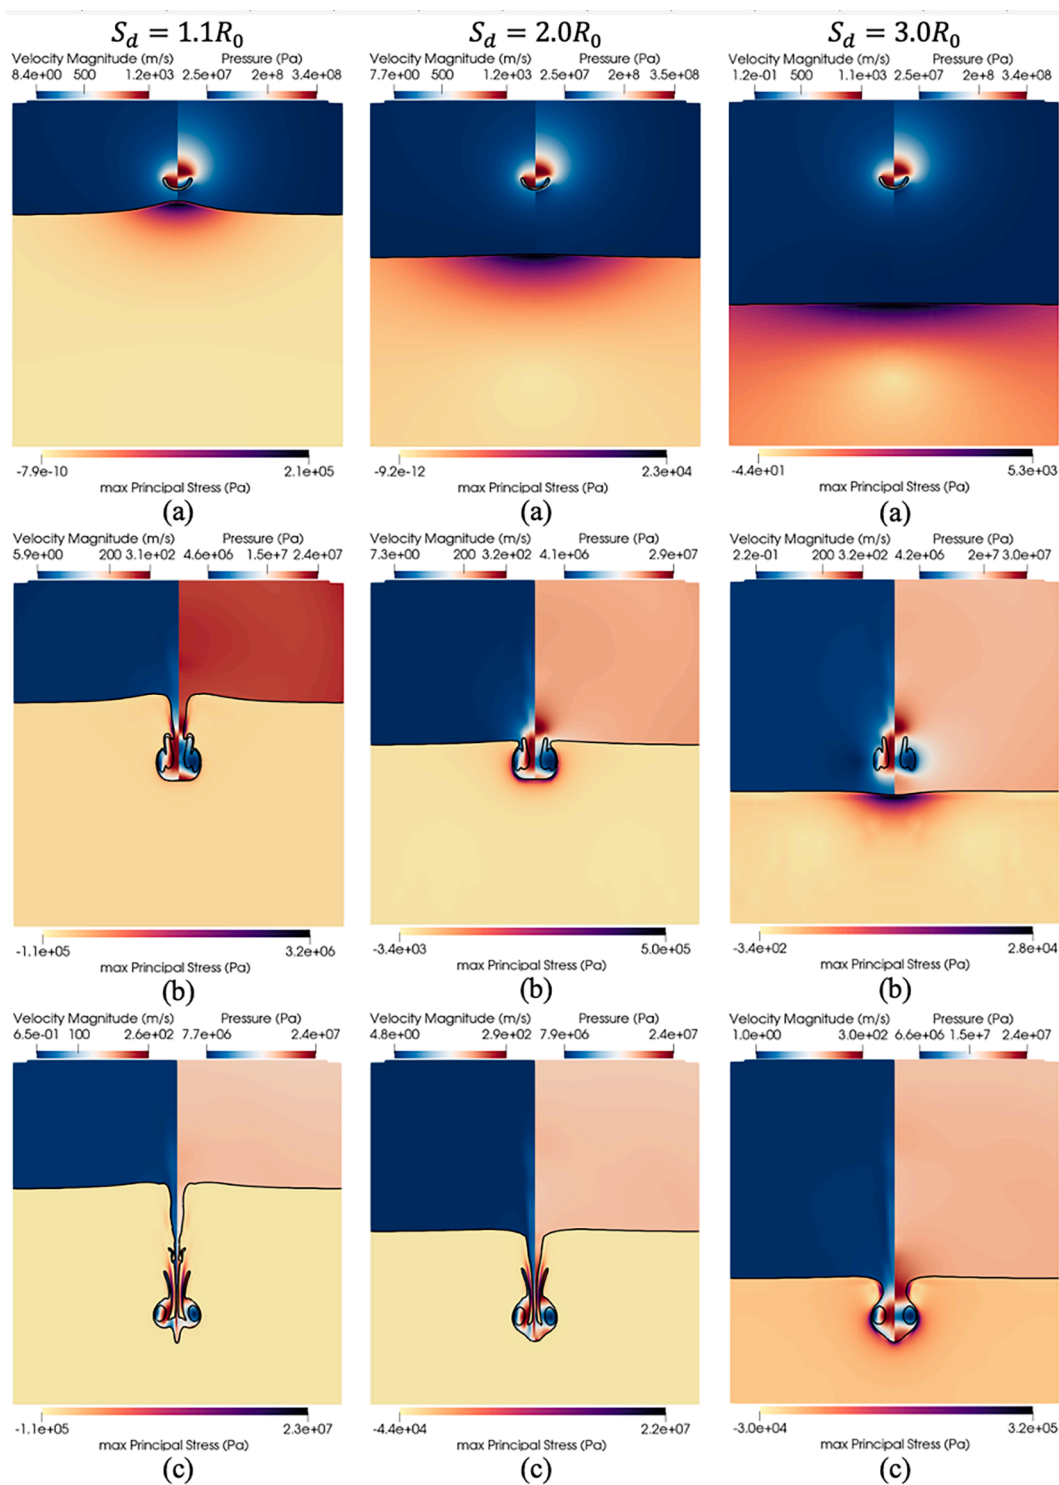 S_d = 1.1R_0 S_d = 2.0R_0 S_d = 3.0R_0
Velocity Magnitude (m/s) Pressure (Pa) Velocity Magnitude (m/s) Pressure (Pa) Velocity Magnitude (m/s) Pressure (Pa)
8.4e+00 500 1.2e+03 2.5e+07 2e+8 3.4e+08 7.7e+00 500 1.2e+03 2.5e+07 2e+8 3.5e+08 1.2e-01 500 1.1e+03 2.5e+07 2e+8 3.4e+08
-7.9e-10 2.1e+05 -9.2e-12 2.3e+04 -4.4e+01 5.3e+03
max Principal Stress (Pa) max Principal Stress (Pa) max Principal Stress (Pa)
(a) (a) (a)
Velocity Magnitude (m/s) Pressure (Pa) Velocity Magnitude (m/s) Pressure (Pa) Velocity Magnitude (m/s) Pressure (Pa)
5.9e+00 200 3.1e+02 4.6e+06 1.5e+7 2.4e+07 7.3e+00 200 3.2e+02 4.1e+06 2.9e+07 2.2e-01 200 3.2e+02 4.2e+06 2e+7 3.0e+07
-1.1e+05 3.2e+06 -3.4e+03 5.0e+05 -3.4e+02 2.8e+04
max Principal Stress (Pa) max Principal Stress (Pa) max Principal Stress (Pa)
(b) (b) (b)
Velocity Magnitude (m/s) Pressure (Pa) Velocity Magnitude (m/s) Pressure (Pa) Velocity Magnitude (m/s) Pressure (Pa)
6.5e-01 100 2.6e+02 7.7e+06 2.4e+07 4.8e+00 2.9e+02 7.9e+06 2.4e+07 1.0e+00 3.0e+02 6.6e+06 1.5e+7 2.4e+07
-1.1e+05 2.3e+07 -4.4e+04 2.2e+07 -3.0e+04 3.2e+05
max Principal Stress (Pa) max Principal Stress (Pa) max Principal Stress (Pa)
(c) (c) (c)